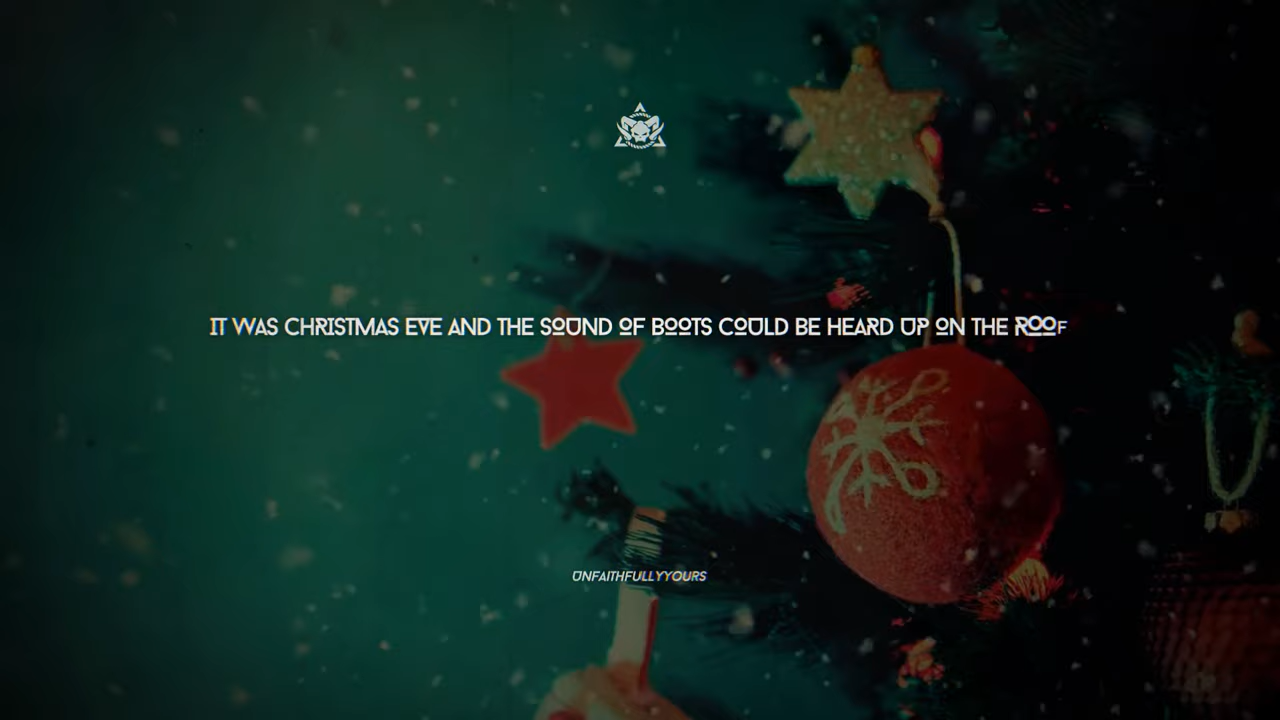 IT WAS CHRISTMAS EVE AND THE SOUND OF BOOTS COULD BE HEARD UP ON THE ROOF
UNFAITHFULLYYOURS